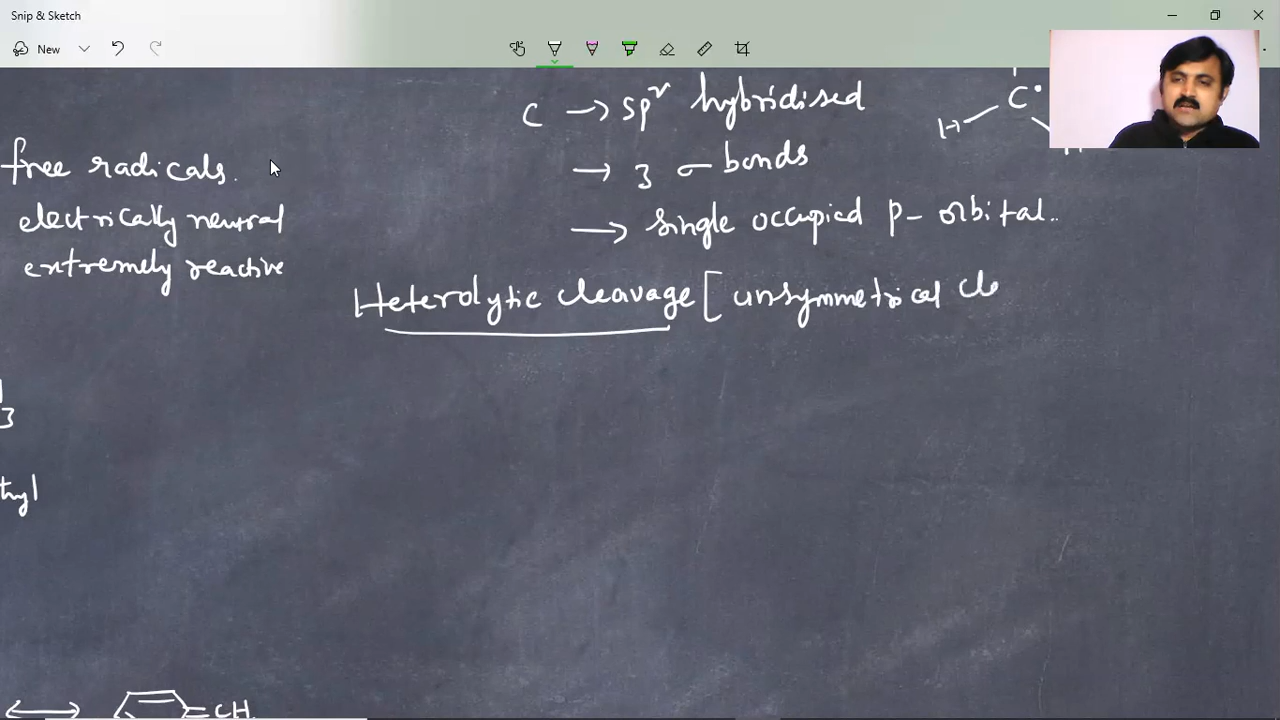 Snip & Sketch
New
C → sp² hybridised
→ 3 σ bonds
→ single occupied p- orbital..
C
H
free radicals.
electrically neutral
extremely reactive
Heterolytic cleavage [unsymmetrical cle
3
thyl
=CH